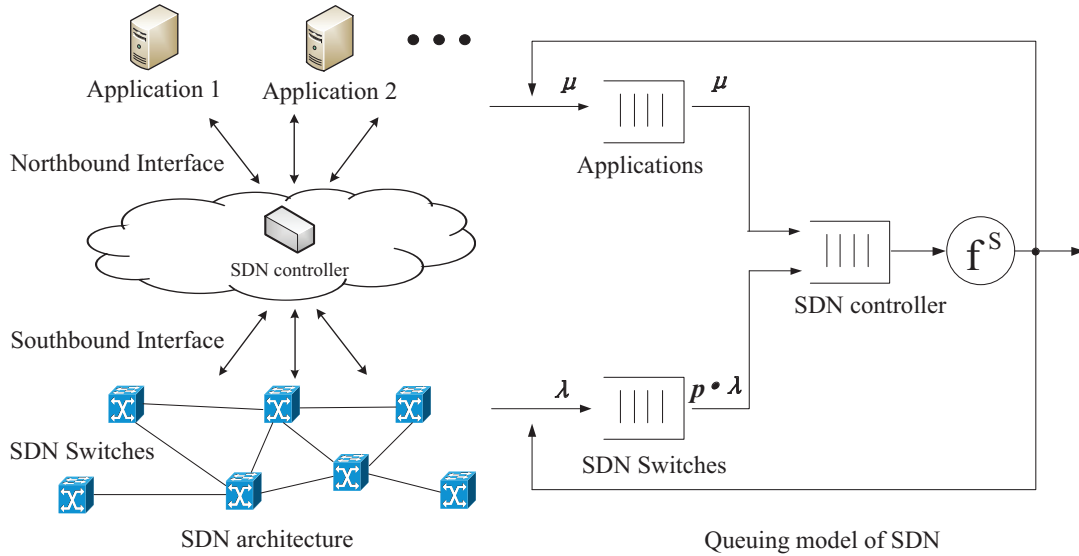 Application 1
Application 2
Northbound Interface
SDN controller
Southbound Interface
SDN Switches
SDN architecture
μ
μ
Applications
SDN controller
f^S
λ
p • λ
SDN Switches
Queuing model of SDN